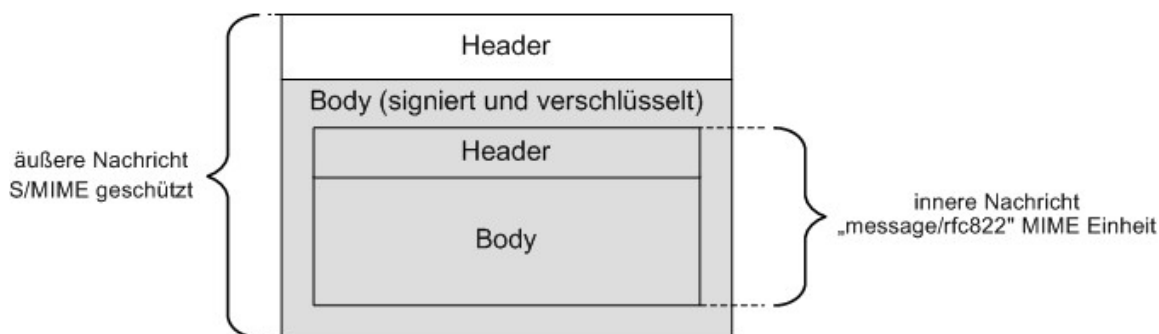 Header
Body (signiert und verschlüsselt)
Header
Body
äußere Nachricht
S/MIME geschützt
innere Nachricht
„message/rfc822" MIME Einheit